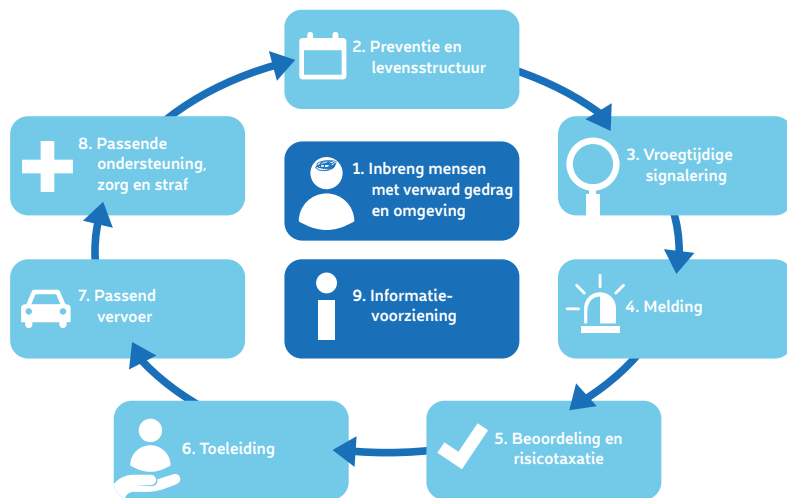 2. Preventie en
levensstructuur
8. Passende
ondersteuning,
zorg en straf
1. Inbreng mensen
met verward gedrag
en omgeving
3. Vroegtijdige
signalering
7. Passend
vervoer
9. Informatie-
voorziening
4. Melding
6. Toeleiding
5. Beoordeling en
risicotaxatie